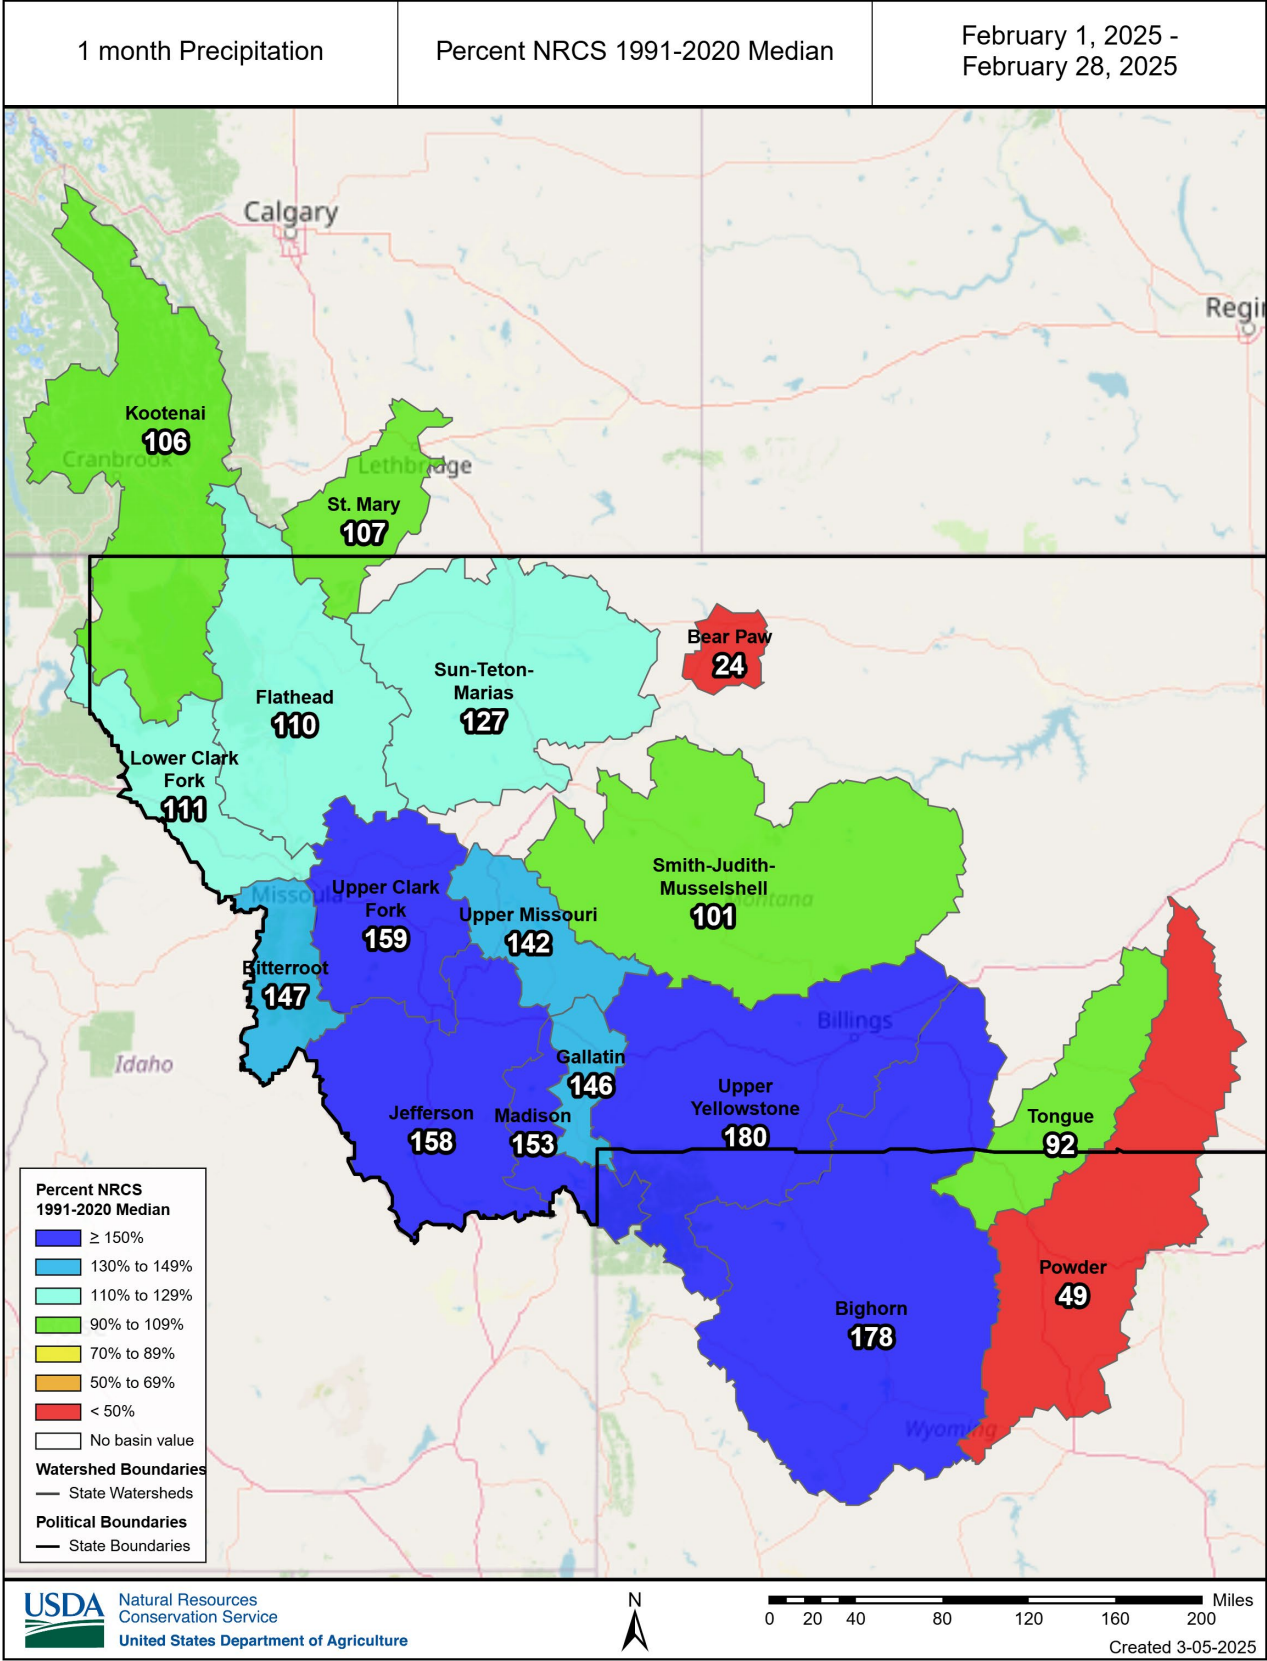 1 month Precipitation
Percent NRCS 1991-2020 Median
February 1, 2025 -
February 28, 2025
Calgary
Kootenai
106
Cranbrook
Lethbridge
St. Mary
107
Bear Paw
24
Sun-Teton-
Marias
127
Flathead
110
Lower Clark
Fork
111
Smith-Judith-
Musselshell
101
Montana
Missoula
Upper Clark
Fork
159
Upper Missouri
142
Bitterroot
147
Billings
Idaho
Gallatin
146
Upper
Yellowstone
180
Jefferson
158
Madison
153
Tongue
92
Powder
49
Bighorn
178
Wyoming
Percent NRCS
1991-2020 Median
≥ 150%
130% to 149%
110% to 129%
90% to 109%
70% to 89%
50% to 69%
< 50%
No basin value
Watershed Boundaries
State Watersheds
Political Boundaries
State Boundaries
USDA
Natural Resources
Conservation Service
United States Department of Agriculture
N
Miles
0 20 40 80 120 160 200
Created 3-05-2025